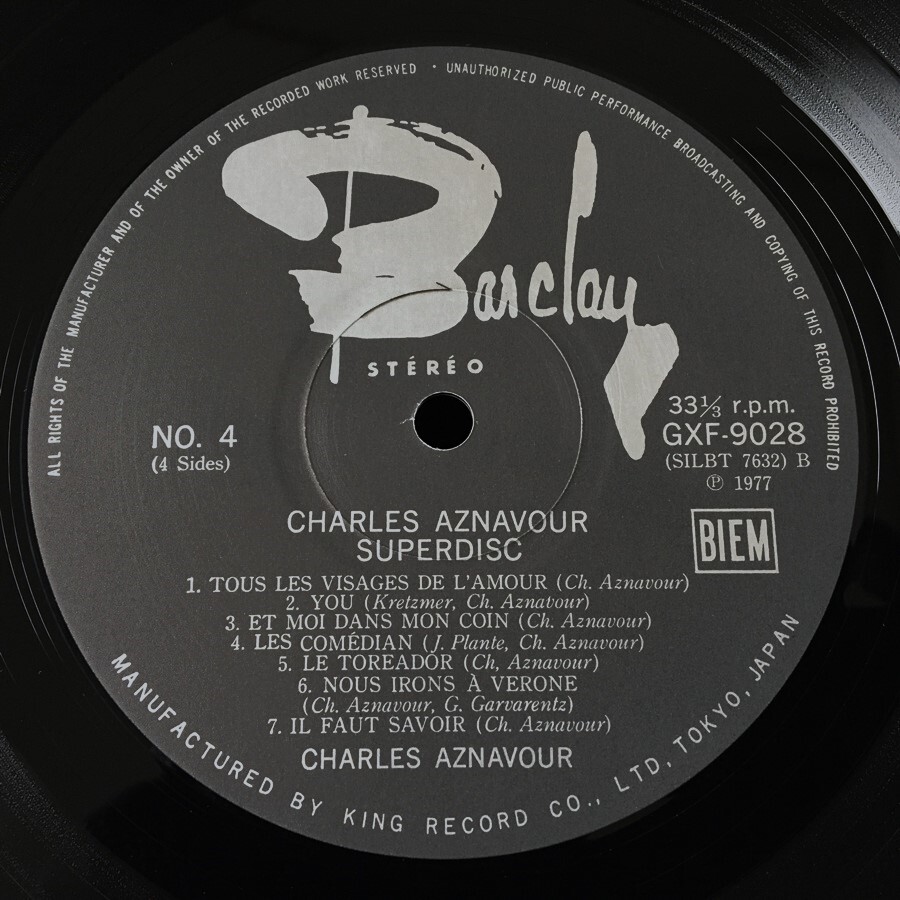 ALL RIGHTS OF THE MANUFACTURER AND OF THE OWNER OF THE RECORDED WORK RESERVED • UNAUTHORIZED PUBLIC PERFORMANCE BROADCASTING AND COPYING OF THIS RECORD PROHIBITED
Barclay
STÉRÉO
NO. 4
(4 Sides)
33⅓ r.p.m.
GXF-9028
(SILBT 7632) B
℗ 1977
BIEM
CHARLES AZNAVOUR
SUPERDISC
1. TOUS LES VISAGES DE L'AMOUR (Ch. Aznavour)
2. YOU (Kretzmer, Ch. Aznavour)
3. ET MOI DANS MON COIN (Ch. Aznavour)
4. LES COMÉDIAN (J. Plante, Ch. Aznavour)
5. LE TOREADOR (Ch, Aznavour)
6. NOUS IRONS À VERONE
(Ch. Aznavour, G. Garvarentz)
7. IL FAUT SAVOIR (Ch. Aznavour)
CHARLES AZNAVOUR
MANUFACTURED BY KING RECORD CO., LTD, TOKYO, JAPAN